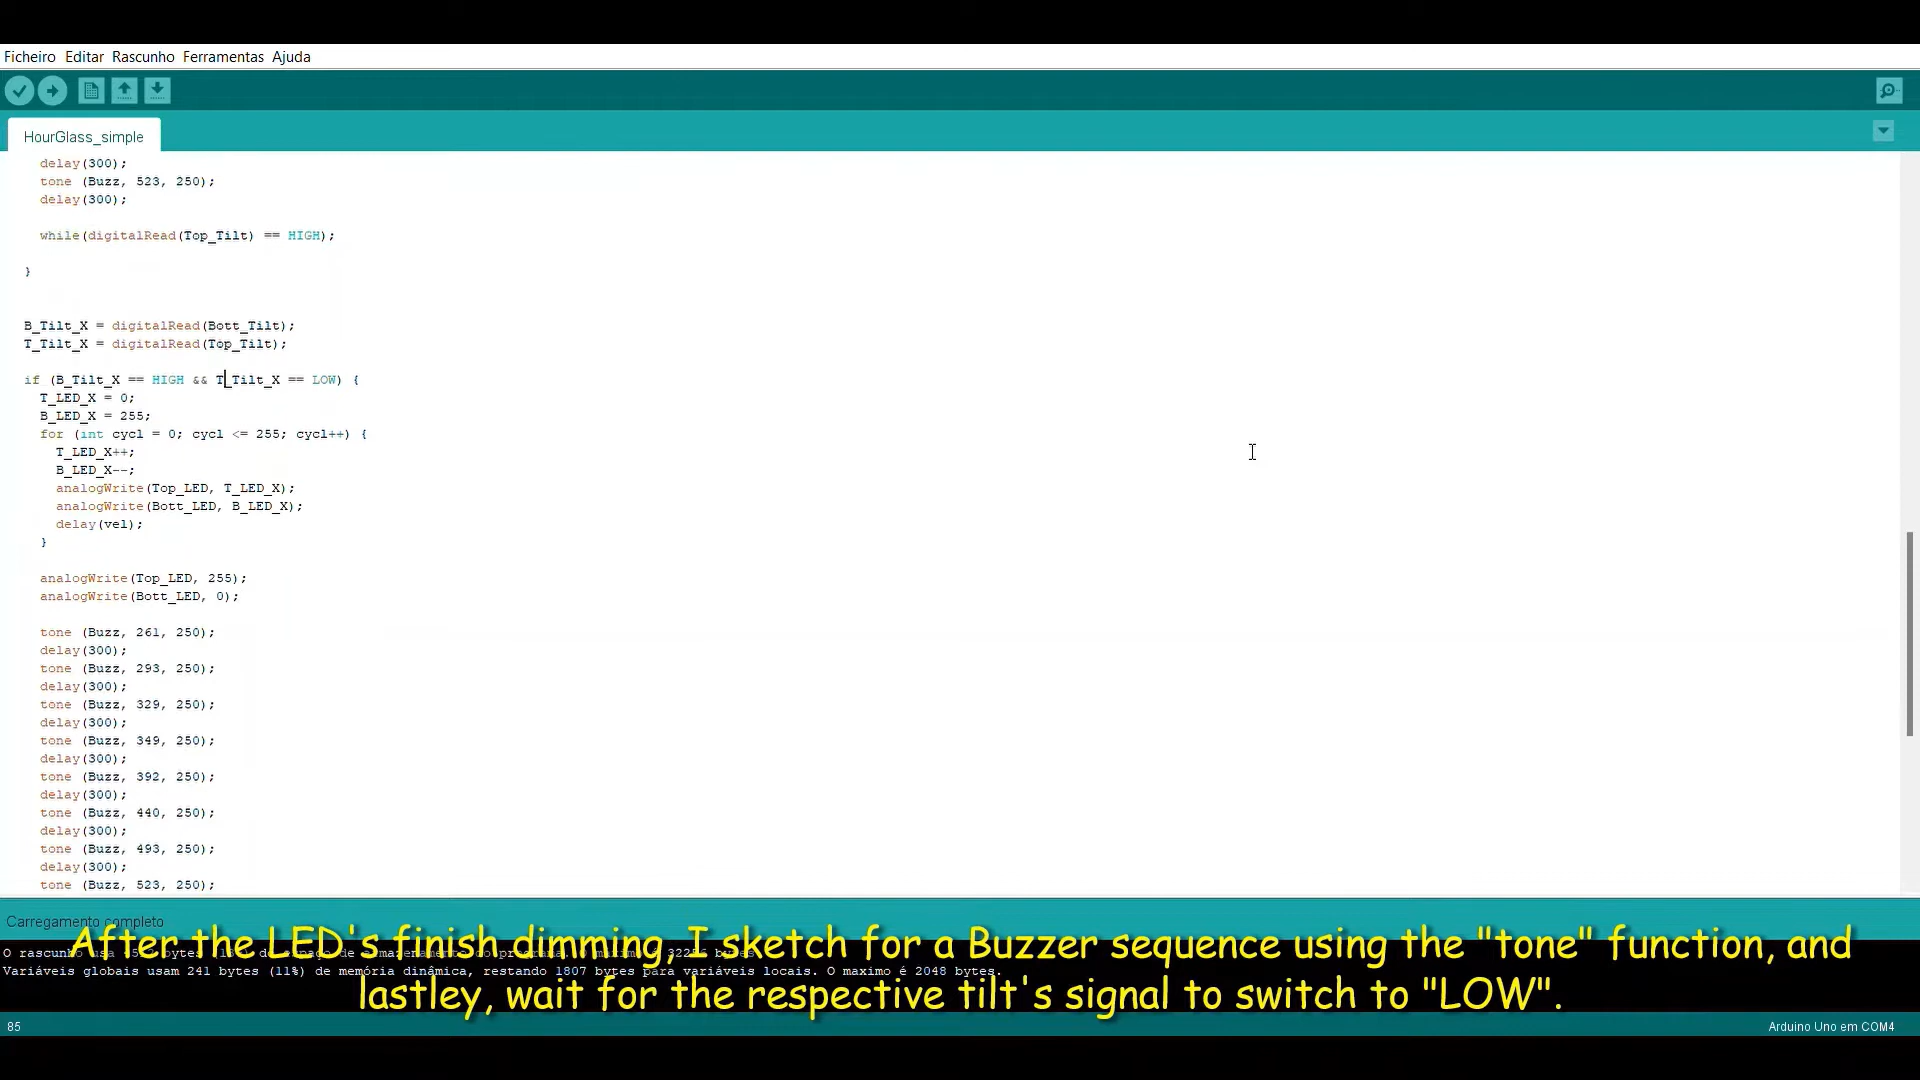 Ficheiro Editar Rascunho Ferramentas Ajuda
HourGlass_simple
delay(300);
tone (Buzz, 523, 250);
delay(300);
while(digitalRead(Top_Tilt) == HIGH);
}
B_Tilt_X = digitalRead(Bott_Tilt);
T_Tilt_X = digitalRead(Top_Tilt);
if (B_Tilt_X == HIGH && T_Tilt_X == LOW) {
T_LED_X = 0;
B_LED_X = 255;
for (int cycl = 0; cycl <= 255; cycl++) {
T_LED_X++;
B_LED_X--;
analogWrite(Top_LED, T_LED_X);
analogWrite(Bott_LED, B_LED_X);
delay(vel);
}
analogWrite(Top_LED, 255);
analogWrite(Bott_LED, 0);
tone (Buzz, 261, 250);
delay(300);
tone (Buzz, 293, 250);
delay(300);
tone (Buzz, 329, 250);
delay(300);
tone (Buzz, 349, 250);
delay(300);
tone (Buzz, 392, 250);
delay(300);
tone (Buzz, 440, 250);
delay(300);
tone (Buzz, 493, 250);
delay(300);
tone (Buzz, 523, 250);
Carregamento completo
After the LED's finish dimming, I sketch for a Buzzer sequence using the "tone" function, and
lastley, wait for the respective tilt's signal to switch to "LOW".
O
Variáveis globais usam 241 bytes (11%) de memória dinâmica, restando 1807 bytes para variáveis locais. O maximo é 2048 bytes.
85
Arduino Uno em COM4